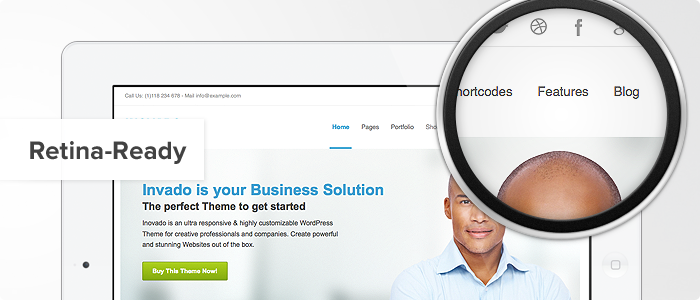 Call Us: (1)118 234 678 - Mail info@example.com
Home Pages Portfolio Sho
hortcodes Features Blog
Retina-Ready
Invado is your Business Solution
The perfect Theme to get started
Inovado is an ultra responsive & highly customizable WordPress
Theme for creative professionals and companies. Create powerful
and stunning Websites out of the box.
Buy This Theme Now!